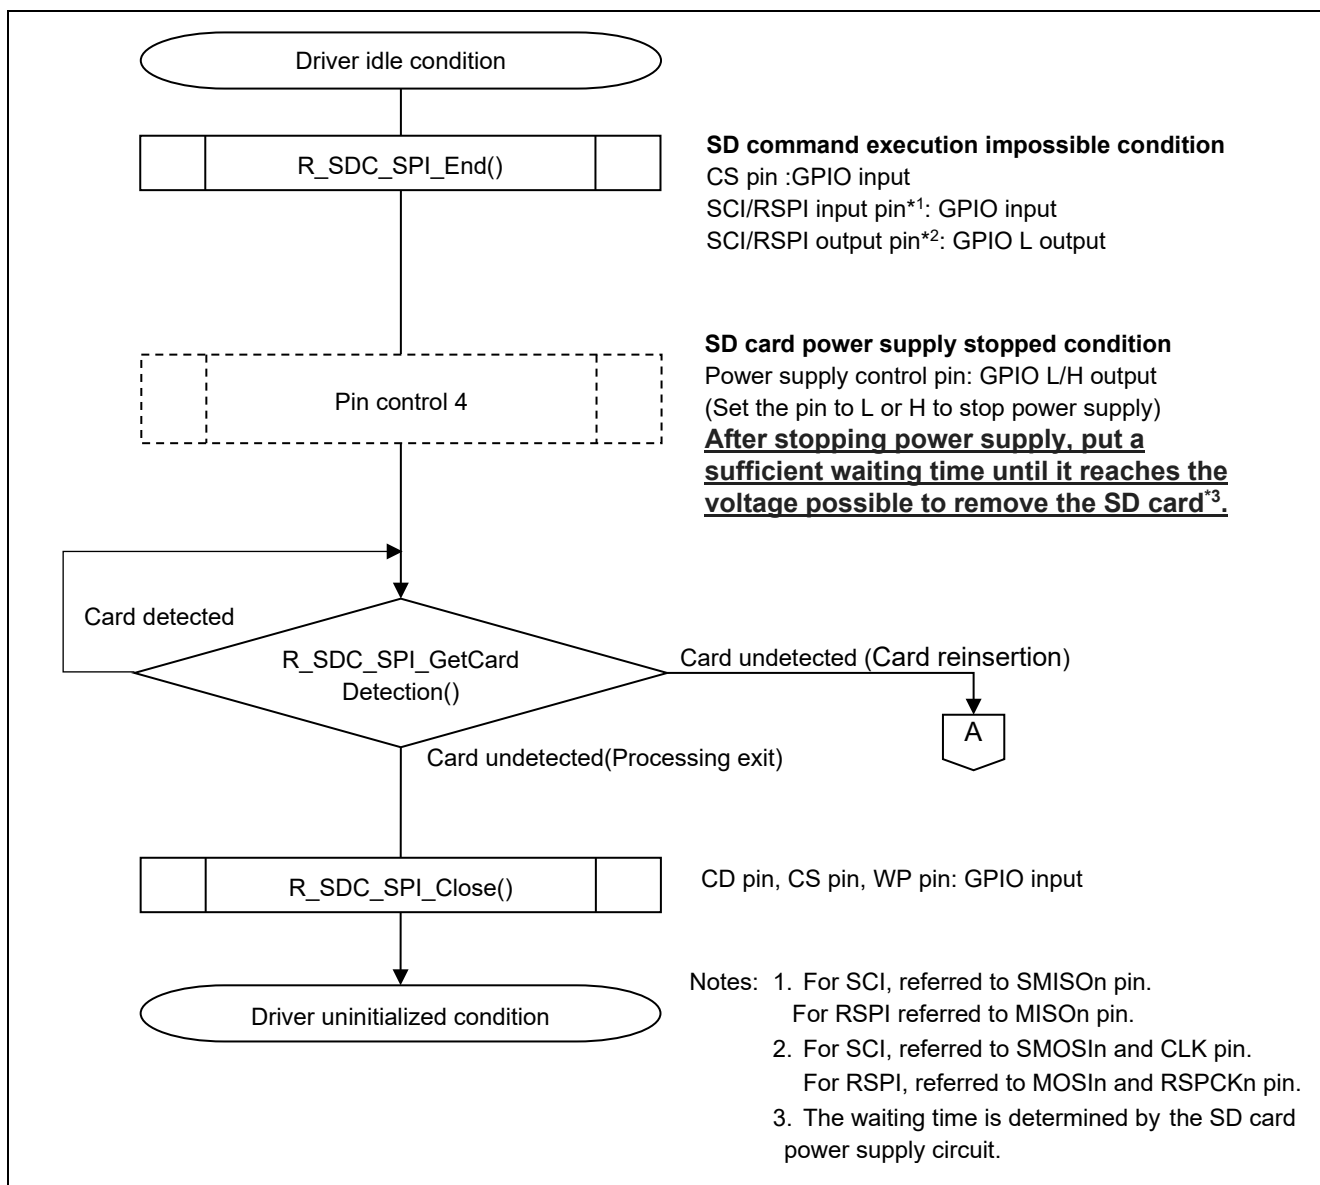 Driver idle condition
R_SDC_SPI_End()
SD command execution impossible condition
CS pin :GPIO input
SCI/RSPI input pin*1: GPIO input
SCI/RSPI output pin*2: GPIO L output
Pin control 4
SD card power supply stopped condition
Power supply control pin: GPIO L/H output
(Set the pin to L or H to stop power supply)
After stopping power supply, put a
sufficient waiting time until it reaches the
voltage possible to remove the SD card*3.
Card detected
R_SDC_SPI_GetCard
Detection()
Card undetected (Card reinsertion)
A
Card undetected(Processing exit)
R_SDC_SPI_Close()
CD pin, CS pin, WP pin: GPIO input
Driver uninitialized condition
Notes: 1. For SCI, referred to SMISOn pin.
For RSPI referred to MISOn pin.
2. For SCI, referred to SMOSIn and CLK pin.
For RSPI, referred to MOSIn and RSPCKn pin.
3. The waiting time is determined by the SD card
power supply circuit.